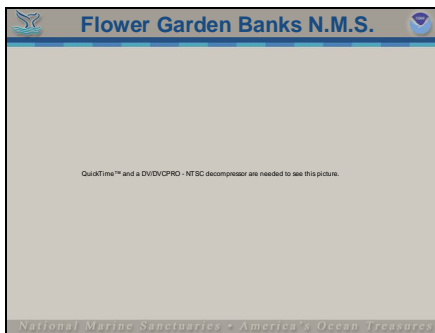 Flower Garden Banks N.M.S.
QuickTime™ and a DV/DVCPRO - NTSC decompressor are needed to see this picture.
National Marine Sanctuaries • America's Ocean Treasures